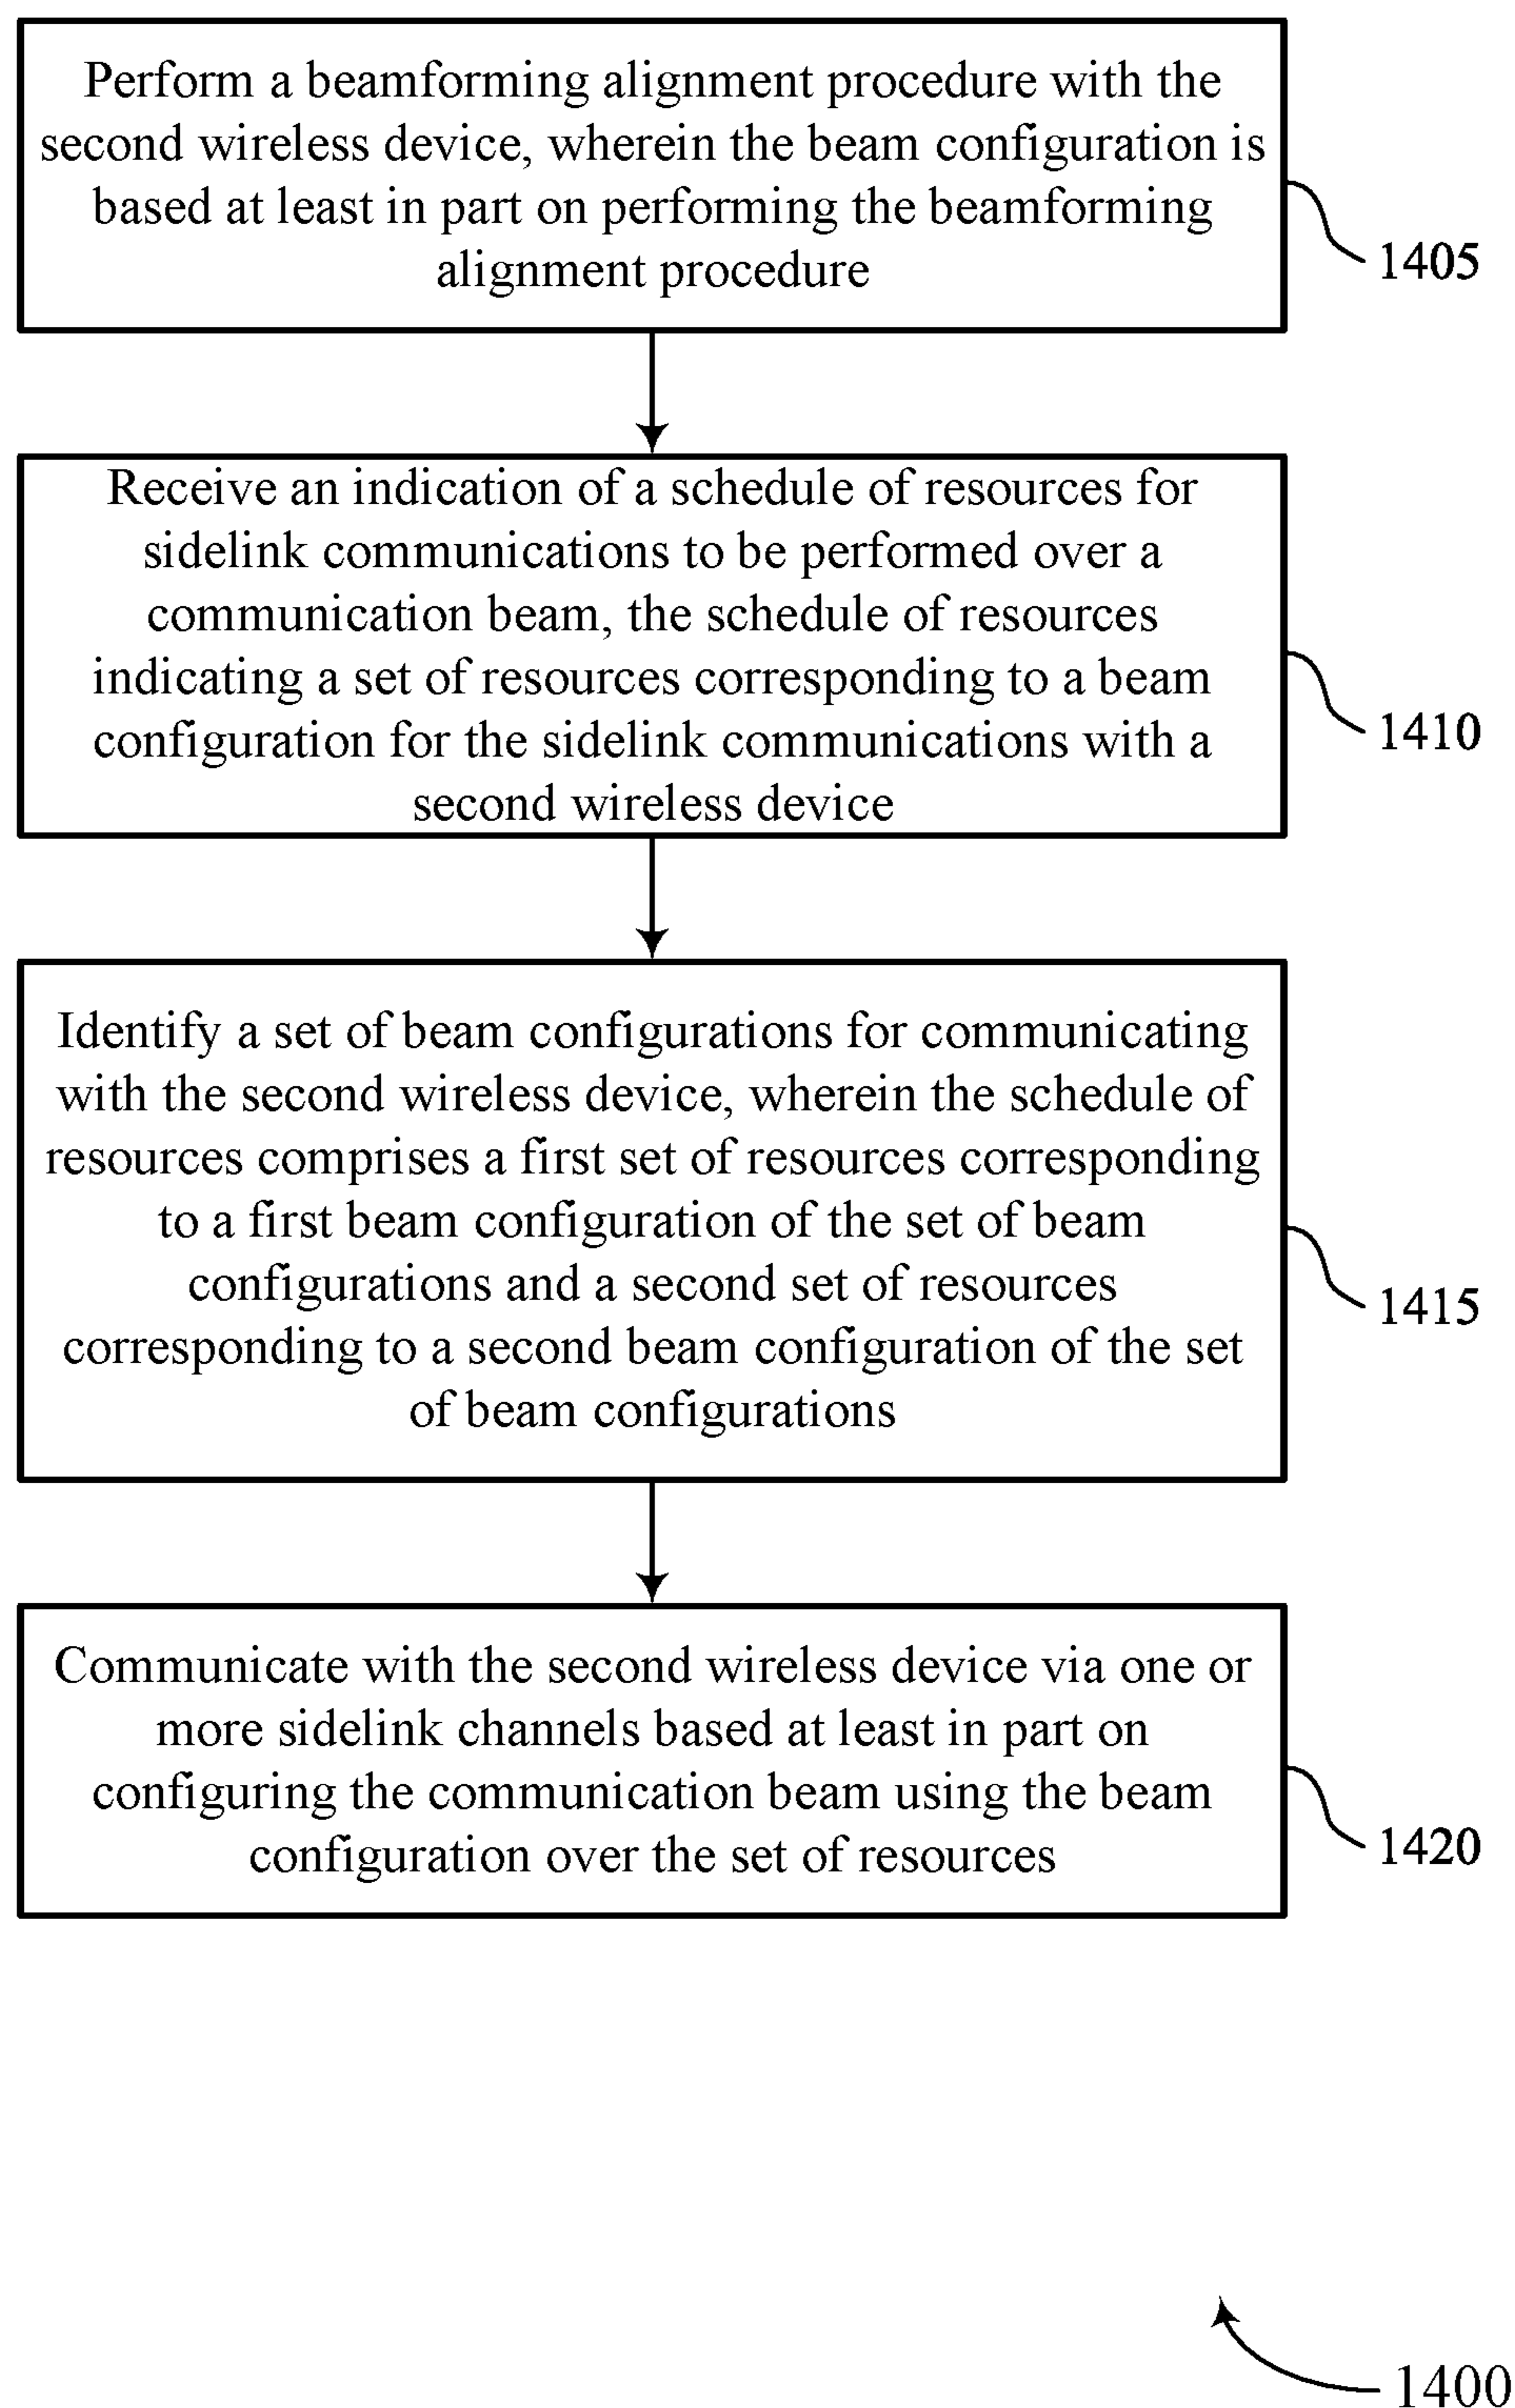 Perform a beamforming alignment procedure with the
second wireless device, wherein the beam configuration is
based at least in part on performing the beamforming
alignment procedure
1405
Receive an indication of a schedule of resources for
sidelink communications to be performed over a
communication beam, the schedule of resources
indicating a set of resources corresponding to a beam
configuration for the sidelink communications with a
second wireless device
1410
Identify a set of beam configurations for communicating
with the second wireless device, wherein the schedule of
resources comprises a first set of resources corresponding
to a first beam configuration of the set of beam
configurations and a second set of resources
corresponding to a second beam configuration of the set
of beam configurations
1415
Communicate with the second wireless device via one or
more sidelink channels based at least in part on
configuring the communication beam using the beam
configuration over the set of resources
1420
1400